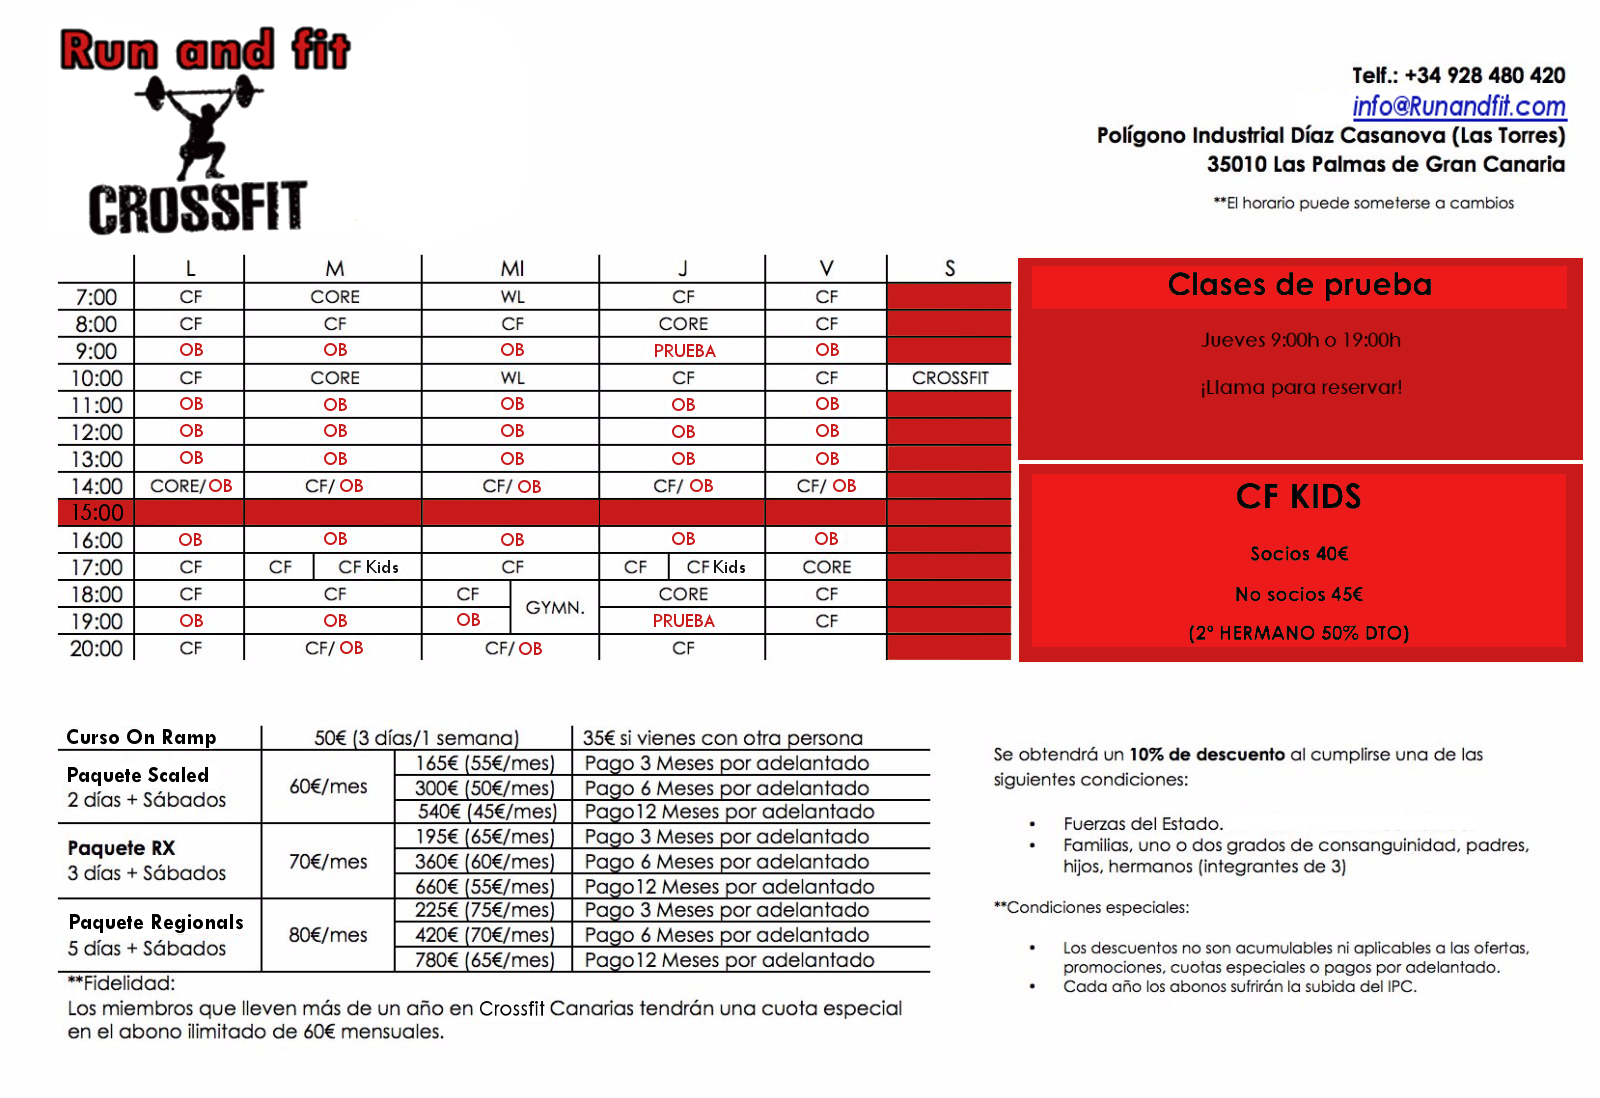 Run and fit
CROSSFIT
Telf.: +34 928 480 420
info@Runandfit.com
Polígono Industrial Díaz Casanova (Las Torres)
35010 Las Palmas de Gran Canaria
**El horario puede someterse a cambios
L M MI J V S
7:00 CF CORE WL CF CF
8:00 CF CF CF CORE CF
9:00 OB OB OB PRUEBA OB
10:00 CF CORE WL CF CF CROSSFIT
11:00 OB OB OB OB OB
12:00 OB OB OB OB OB
13:00 OB OB OB OB OB
14:00 CORE/ OB CF/ OB CF/ OB CF/ OB CF/ OB
15:00
16:00 OB OB OB OB OB
17:00 CF CF CF Kids CF CF CF Kids CORE
18:00 CF CF CF GYMN. CORE CF
19:00 OB OB OB PRUEBA CF
20:00 CF CF/ OB CF/ OB CF
Clases de prueba
Jueves 9:00h o 19:00h
¡Llama para reservar!
CF KIDS
Socios 40€
No socios 45€
(2º HERMANO 50% DTO)
Curso On Ramp 50€ (3 días/1 semana) 35€ si vienes con otra persona
Paquete Scaled
2 días + Sábados
60€/mes
165€ (55€/mes) Pago 3 Meses por adelantado
300€ (50€/mes) Pago 6 Meses por adelantado
540€ (45€/mes) Pago12 Meses por adelantado
Paquete RX
3 días + Sábados
70€/mes
195€ (65€/mes) Pago 3 Meses por adelantado
360€ (60€/mes) Pago 6 Meses por adelantado
660€ (55€/mes) Pago12 Meses por adelantado
Paquete Regionals
5 días + Sábados
80€/mes
225€ (75€/mes) Pago 3 Meses por adelantado
420€ (70€/mes) Pago 6 Meses por adelantado
780€ (65€/mes) Pago12 Meses por adelantado
**Fidelidad:
Los miembros que lleven más de un año en Crossfit Canarias tendrán una cuota especial
en el abono ilimitado de 60€ mensuales.
Se obtendrá un 10% de descuento al cumplirse una de las
siguientes condiciones:
• Fuerzas del Estado.
• Familias, uno o dos grados de consanguinidad, padres,
hijos, hermanos (integrantes de 3)
**Condiciones especiales:
• Los descuentos no son acumulables ni aplicables a las ofertas,
promociones, cuotas especiales o pagos por adelantado.
• Cada año los abonos sufrirán la subida del IPC.